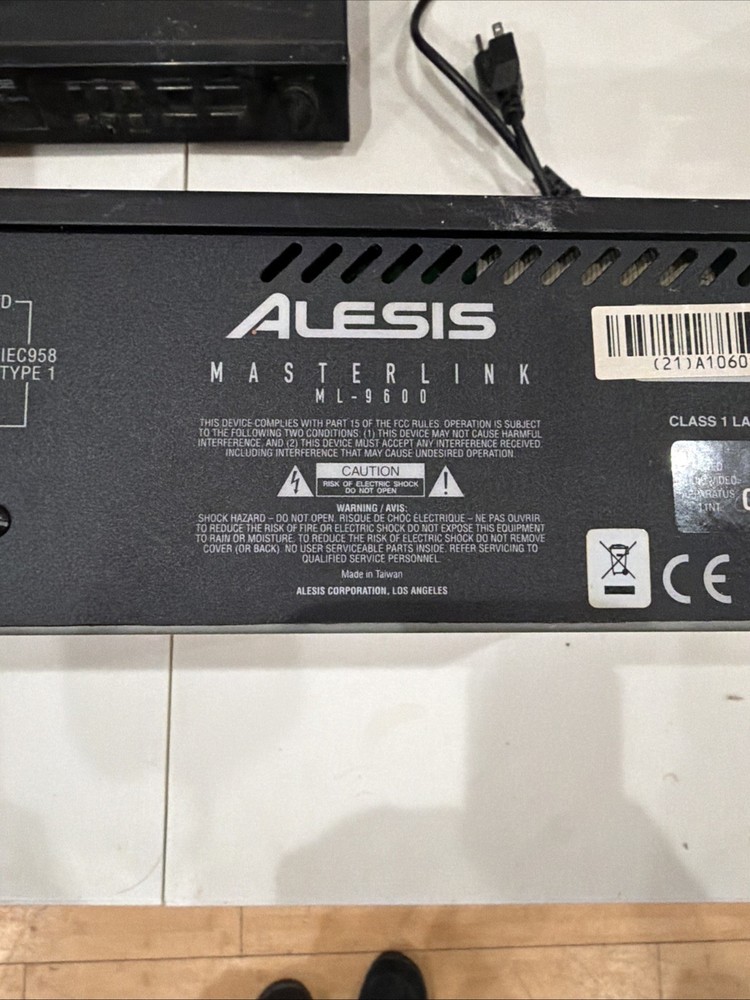 D
IEC958
TYPE 1
ALESIS
MASTERLINK
ML-9600
THIS DEVICE COMPLIES WITH PART 15 OF THE FCC RULES. OPERATION IS SUBJECT
TO THE FOLLOWING TWO CONDITIONS: (1) THIS DEVICE MAY NOT CAUSE HARMFUL
INTERFERENCE, AND (2) THIS DEVICE MUST ACCEPT ANY INTERFERENCE RECEIVED,
INCLUDING INTERFERENCE THAT MAY CAUSE UNDESIRED OPERATION.
CAUTION
RISK OF ELECTRIC SHOCK
DO NOT OPEN
WARNING / AVIS:
SHOCK HAZARD – DO NOT OPEN. RISQUE DE CHOC ÉLECTRIQUE – NE PAS OUVRIR.
TO REDUCE THE RISK OF FIRE OR ELECTRIC SHOCK DO NOT EXPOSE THIS EQUIPMENT
TO RAIN OR MOISTURE. TO REDUCE THE RISK OF ELECTRIC SHOCK DO NOT REMOVE
COVER (OR BACK). NO USER SERVICEABLE PARTS INSIDE. REFER SERVICING TO
QUALIFIED SERVICE PERSONNEL.
Made in Taiwan
ALESIS CORPORATION, LOS ANGELES
(21)A1060
CLASS 1 LA
CE